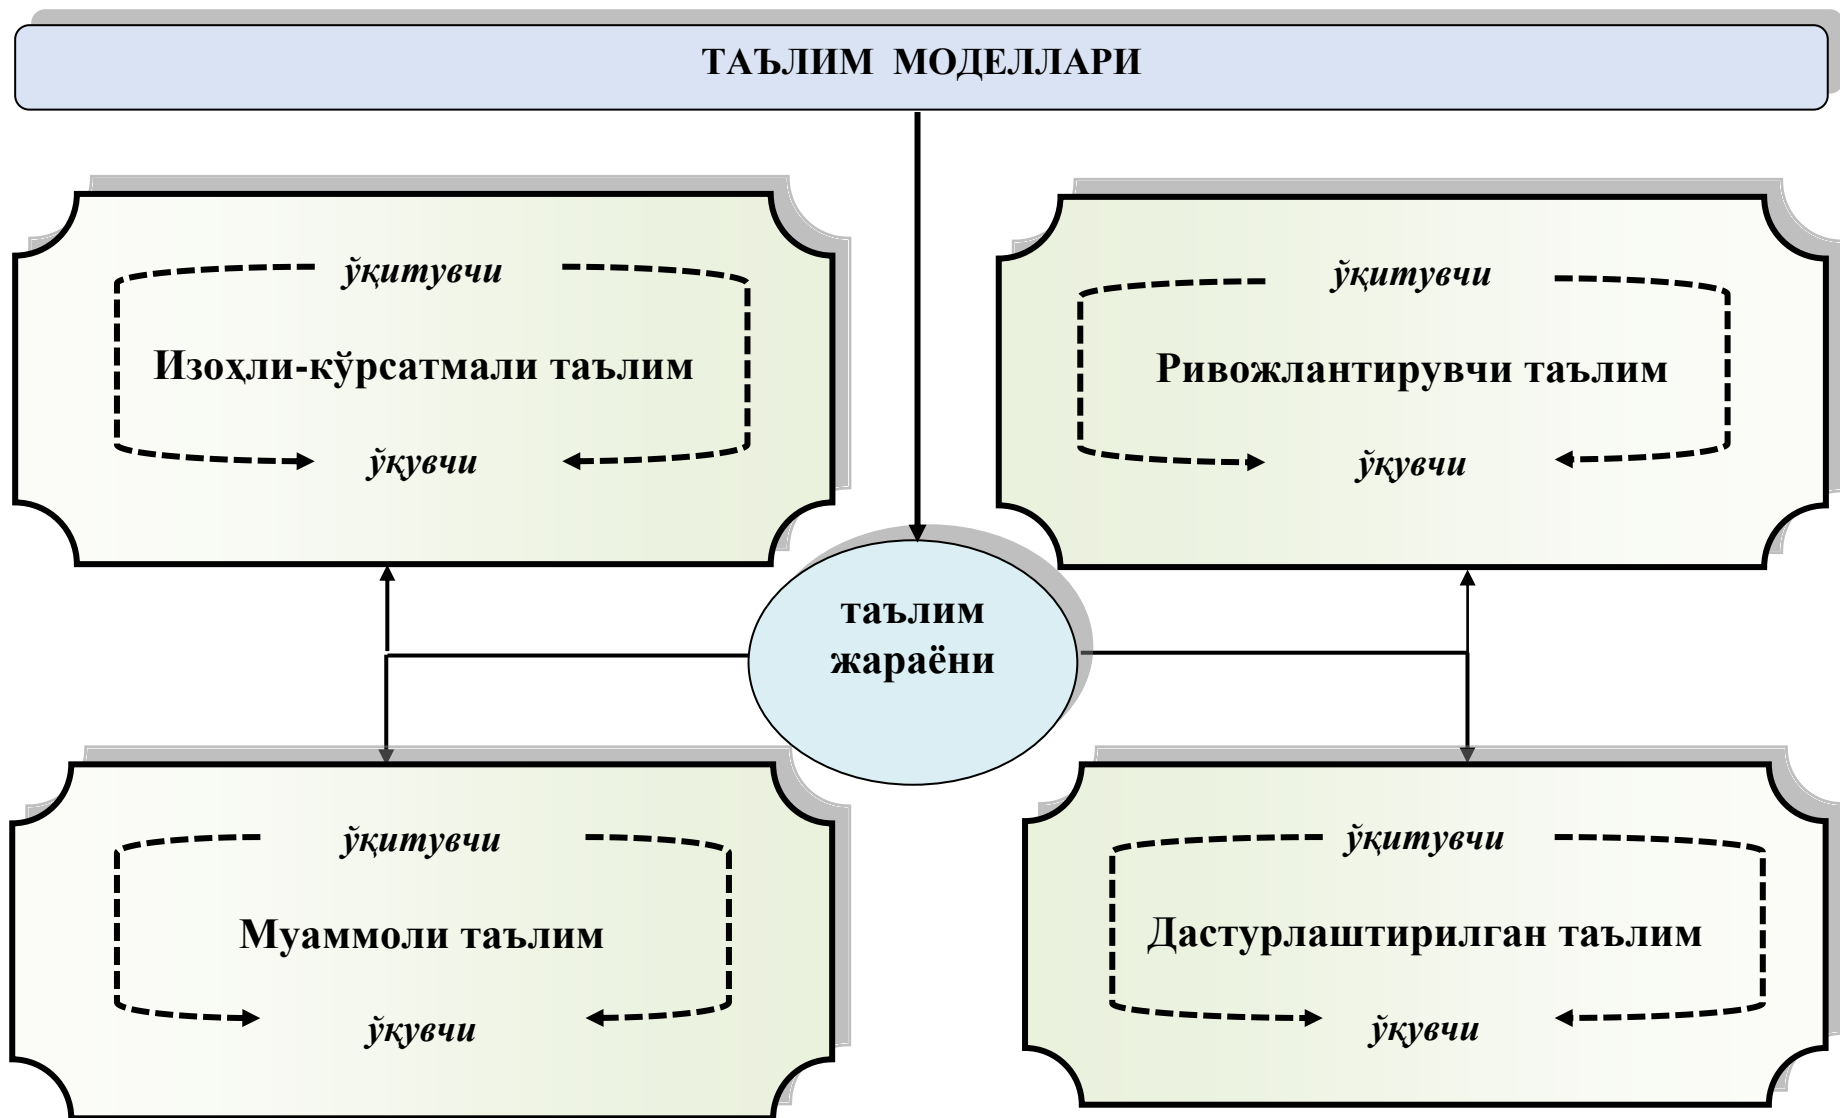 ТАЪЛИМ МОДЕЛЛАРИ
ўқитувчи
Изоҳли-кўрсатмали таълим
ўқувчи
ўқитувчи
Ривожлантирувчи таълим
ўқувчи
таълим
жараёни
ўқитувчи
Муаммоли таълим
ўқувчи
ўқитувчи
Дастурлаштирилган таълим
ўқувчи